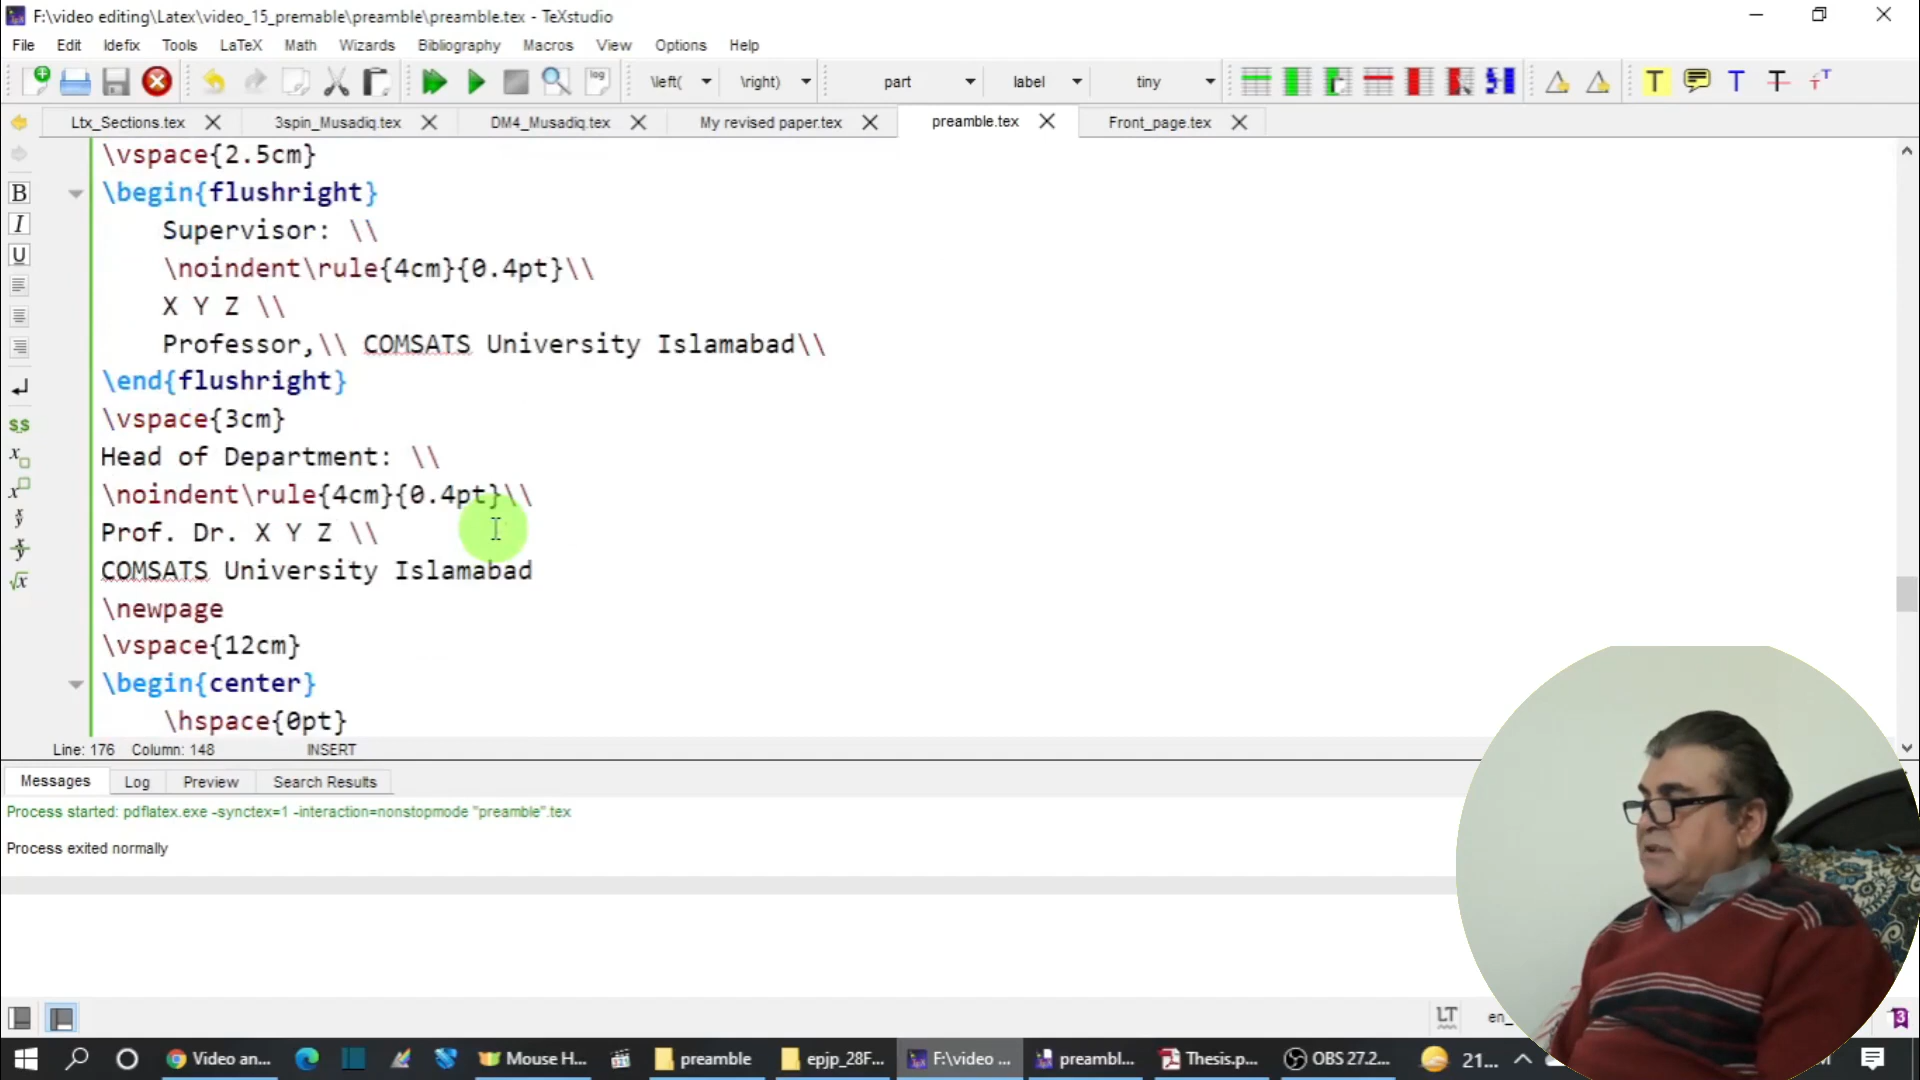 F:\video editing\Latex\video_15_premable\preamble\preamble.tex - TeXstudio
File Edit Idefix Tools LaTeX Math Wizards Bibliography Macros View Options Help
log \left( \right) part label tiny T T T T
Ltx_Sections.tex 3spin_Musadiq.tex DM4_Musadiq.tex My revised paper.tex preamble.tex Front_page.tex
\vspace{2.5cm}
\begin{flushright}
Supervisor: \\
\noindent\rule{4cm}{0.4pt}\\
X Y Z \\
Professor,\\ COMSATS University Islamabad\\
\end{flushright}
\vspace{3cm}
Head of Department: \\
\noindent\rule{4cm}{0.4pt}\\
Prof. Dr. X Y Z \\
COMSATS University Islamabad
\newpage
\vspace{12cm}
\begin{center}
\hspace{0pt}
Line: 176 Column: 148 INSERT
Messages Log Preview Search Results
Process started: pdflatex.exe -synctex=1 -interaction=nonstopmode "preamble".tex
Process exited normally
LT en_ 3
Video an... Mouse H... preamble epjp_28F... F:\video ... preambl... Thesis.p... OBS 27.2... 21...